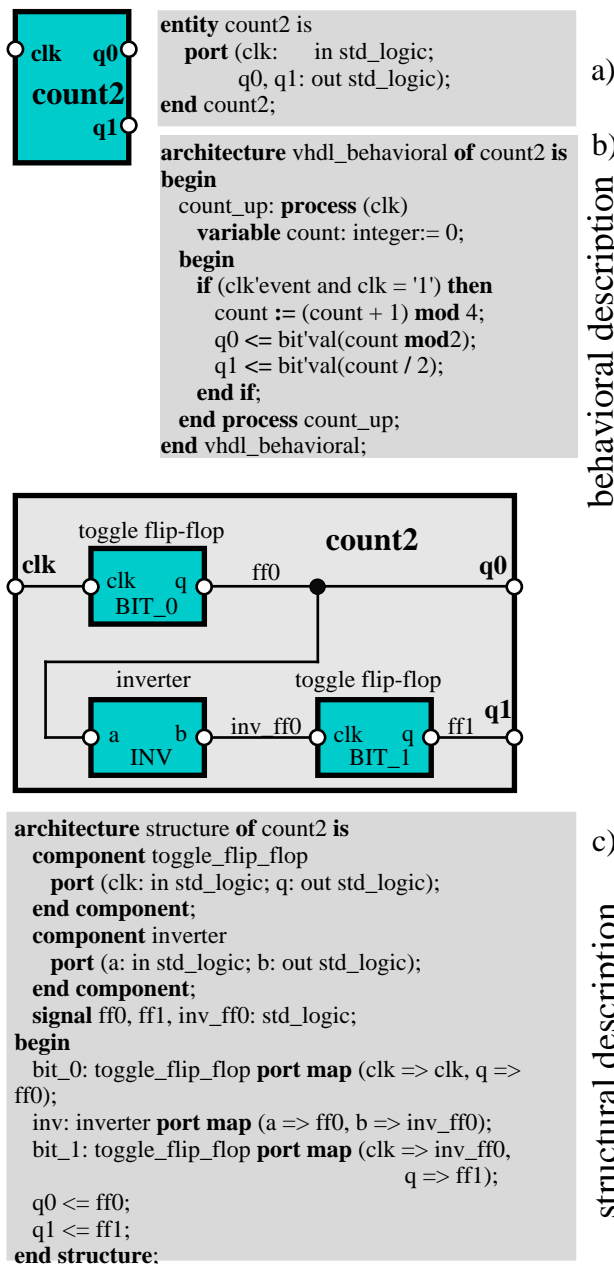 clk q0
count2
q1
entity count2 is
port (clk: in std_logic;
q0, q1: out std_logic);
end count2;
a)
b)
architecture vhdl_behavioral of count2 is
begin
count_up: process (clk)
variable count: integer:= 0;
begin
if (clk'event and clk = '1') then
count := (count + 1) mod 4;
q0 <= bit'val(count mod2);
q1 <= bit'val(count / 2);
end if;
end process count_up;
end vhdl_behavioral;
behavioral description
toggle flip-flop
count2
clk
clk q
BIT_0
ff0
q0
inverter
toggle flip-flop
a b
INV
inv_ff0
clk q
BIT_1
ff1
q1
architecture structure of count2 is
component toggle_flip_flop
port (clk: in std_logic; q: out std_logic);
end component;
component inverter
port (a: in std_logic; b: out std_logic);
end component;
signal ff0, ff1, inv_ff0: std_logic;
begin
bit_0: toggle_flip_flop port map (clk => clk, q =>
ff0);
inv: inverter port map (a => ff0, b => inv_ff0);
bit_1: toggle_flip_flop port map (clk => inv_ff0,
q => ff1);
q0 <= ff0;
q1 <= ff1;
end structure;
c)
structural description